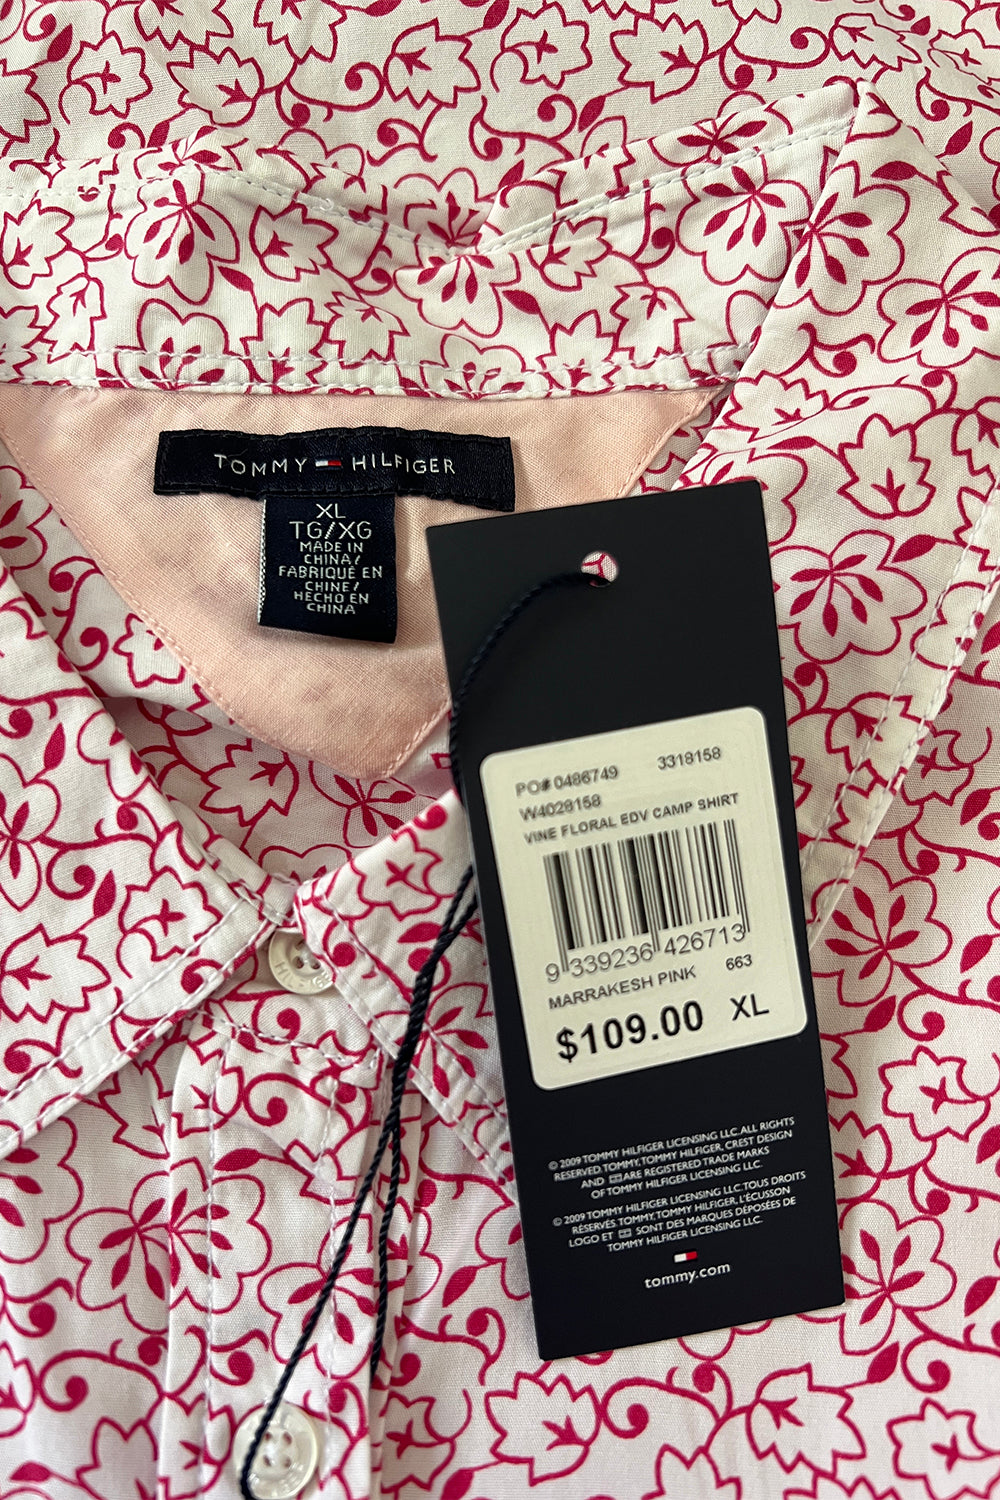 TOMMY HILFIGER
XL
TG/XG
MADE IN
CHINA/
FABRIQUÉ EN
CHINE/
HECHO EN
CHINA
PO# 0486749 3319158
W4029158
VINE FLORAL EDV CAMP SHIRT
9 339236 426713
MARRAKESH PINK 663
$109.00 XL
© 2009 TOMMY HILFIGER LICENSING LLC. ALL RIGHTS
RESERVED. TOMMY, TOMMY HILFIGER, CREST DESIGN
AND ARE REGISTERED TRADE MARKS
OF TOMMY HILFIGER LICENSING LLC.
© 2009 TOMMY HILFIGER LICENSING LLC. TOUS DROITS
RÉSERVÉS TOMMY, TOMMY HILFIGER, L'ÉCUSSON
LOGO ET SONT DES MARQUES DÉPOSÉES DE
TOMMY HILFIGER LICENSING LLC.
tommy.com